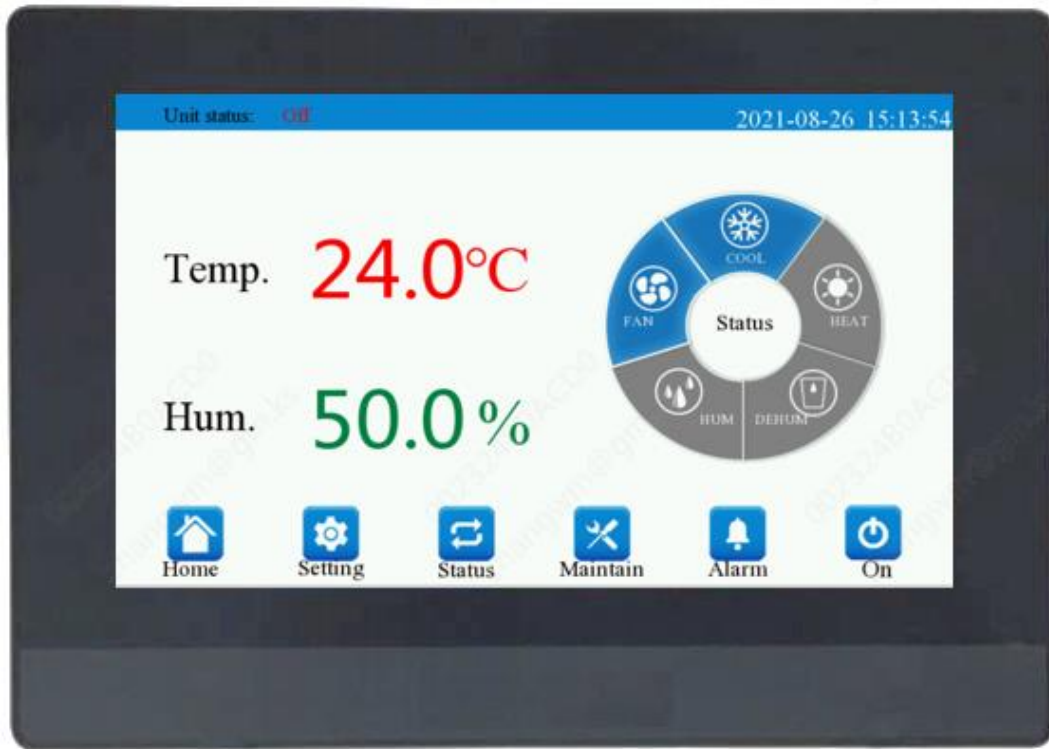 Unit status: Off 2021-08-26 15:13:54
Temp. 24.0°C
Hum. 50.0 %
COOL
FAN
Status
HEAT
HUM
DEHUM
Home Setting Status Maintain Alarm On